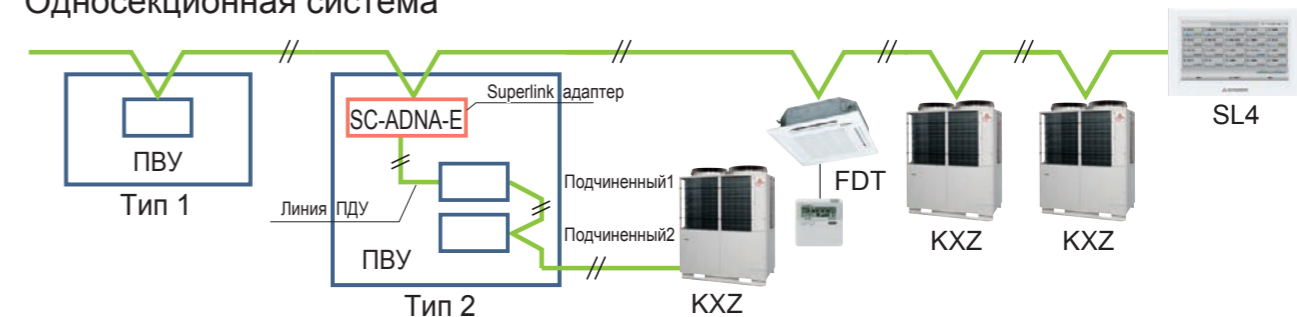 Односекционная система
Superlink адаптер
SC-ADNA-E
ПВУ
Тип 1
Линия ПДУ
Подчиненный1
Подчиненный2
ПВУ
Тип 2
KXZ
FDT
KXZ
KXZ
SL4